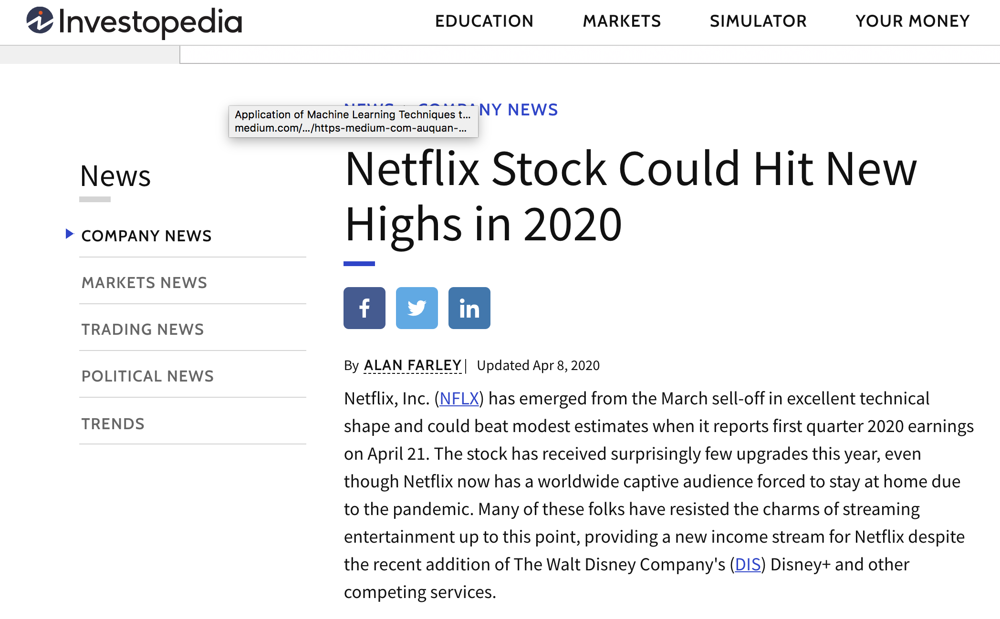 Investopedia
EDUCATION MARKETS SIMULATOR YOUR MONEY
NEWS COMPANY NEWS
Application of Machine Learning Techniques t...
medium.com/.../https-medium-com-auquan-...
News
COMPANY NEWS
MARKETS NEWS
TRADING NEWS
POLITICAL NEWS
TRENDS
Netflix Stock Could Hit New
Highs in 2020
f
in
By ALAN FARLEY | Updated Apr 8, 2020
Netflix, Inc. (NFLX) has emerged from the March sell-off in excellent technical
shape and could beat modest estimates when it reports first quarter 2020 earnings
on April 21. The stock has received surprisingly few upgrades this year, even
though Netflix now has a worldwide captive audience forced to stay at home due
to the pandemic. Many of these folks have resisted the charms of streaming
entertainment up to this point, providing a new income stream for Netflix despite
the recent addition of The Walt Disney Company's (DIS) Disney+ and other
competing services.